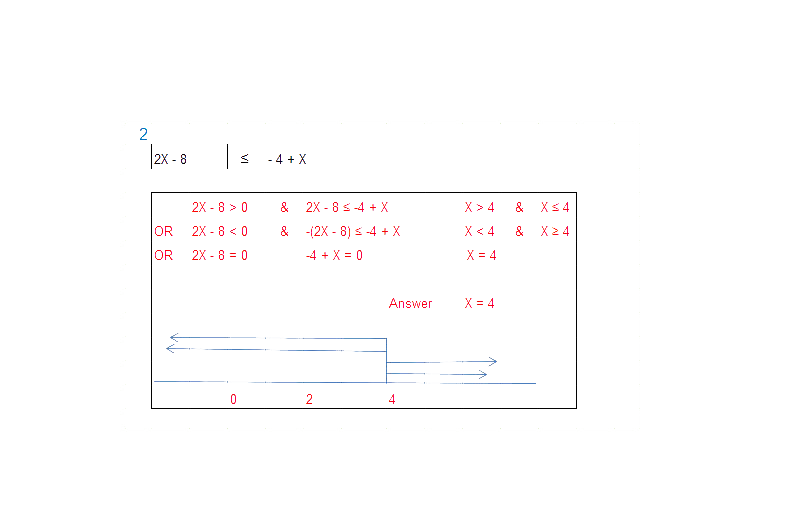 2
|2X - 8| ≤ - 4 + X
2X - 8 > 0 & 2X - 8 ≤ -4 + X X > 4 & X ≤ 4
OR 2X - 8 < 0 & -(2X - 8) ≤ -4 + X X < 4 & X ≥ 4
OR 2X - 8 = 0 -4 + X = 0 X = 4
Answer X = 4
0 2 4